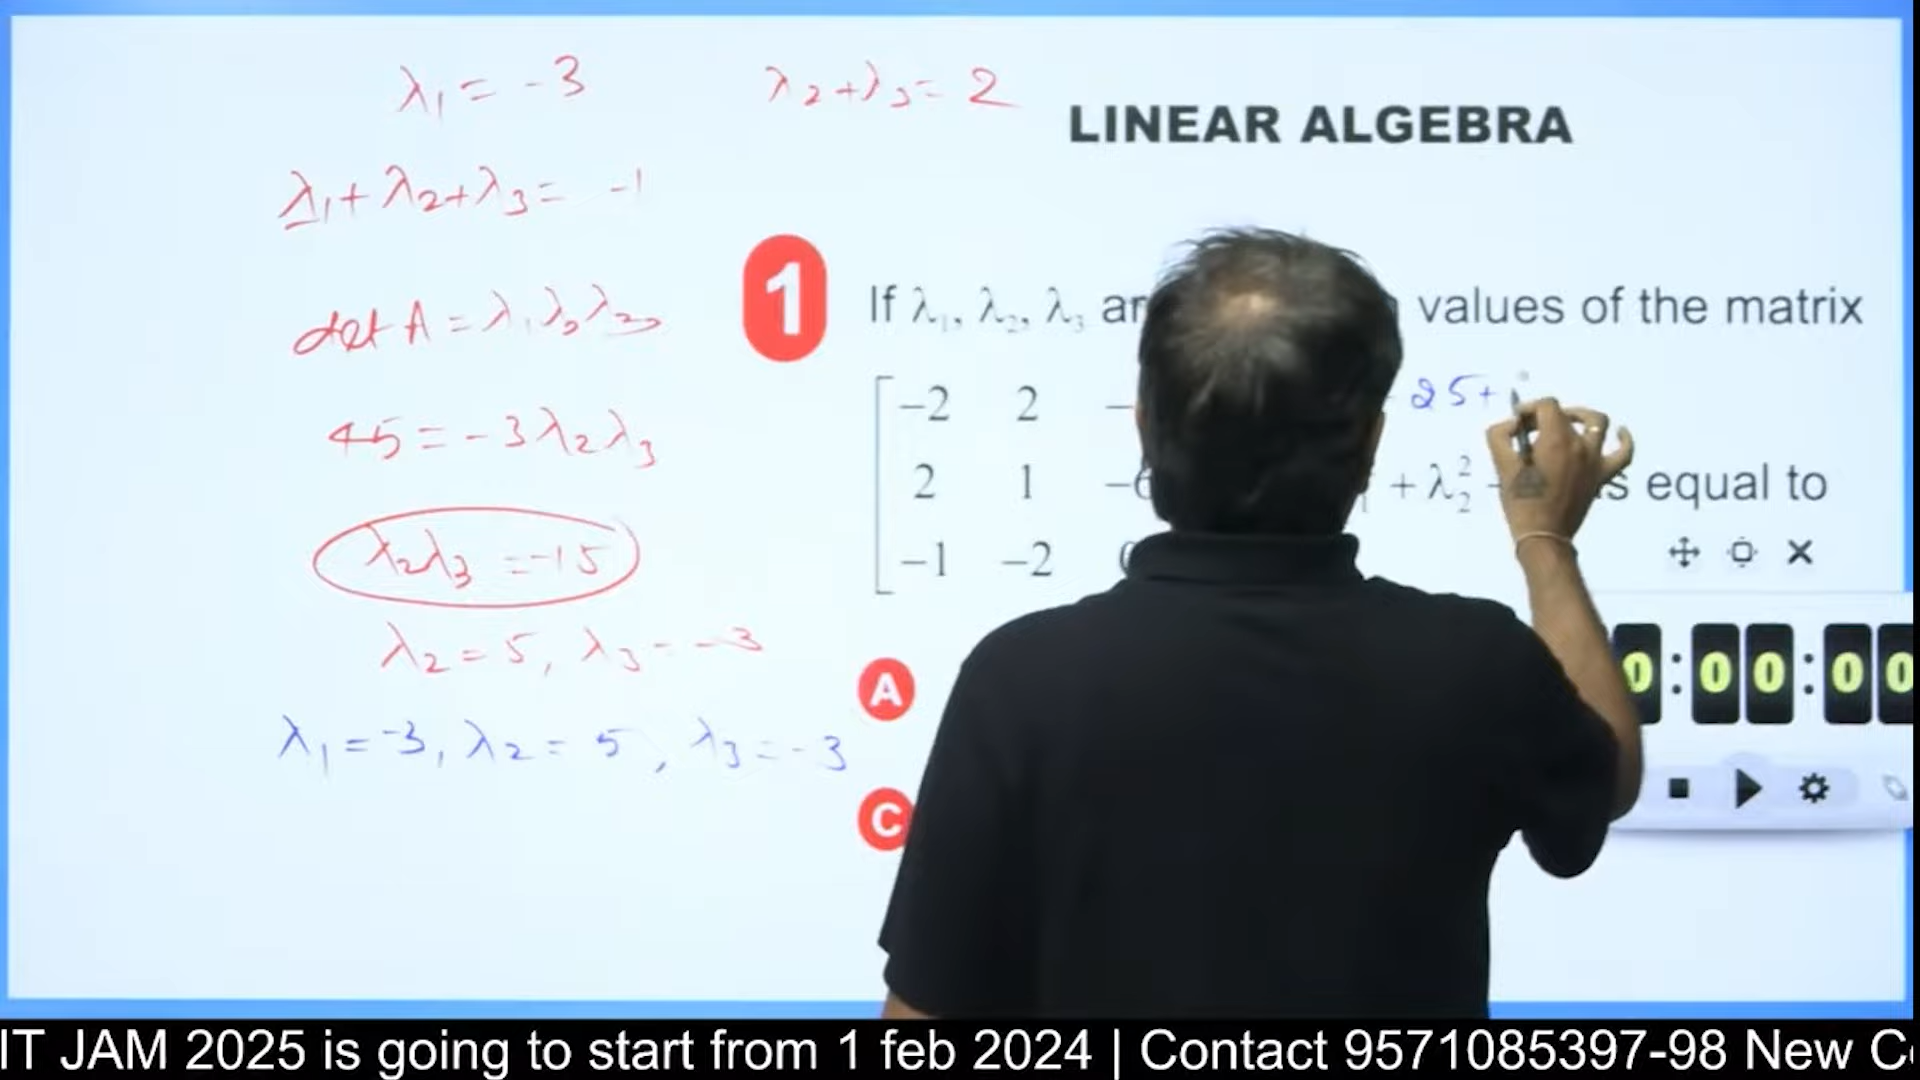 λ₁ = -3 λ₂+λ₃ = 2
LINEAR ALGEBRA
λ₁+λ₂+λ₃ = -1
1 If λ₁, λ₂, λ₃ values of the matrix
det A = λ₁λ₂λ₃
-2 2 25+
45 = -3λ₂λ₃
2 1 + λ₂² equal to
λ₂λ₃ = -15
-1 -2
λ₂ = 5, λ₃ = -3
A
0:00:00
λ₁ = -3, λ₂ = 5, λ₃ = -3
C
IT JAM 2025 is going to start from 1 feb 2024 | Contact 9571085397-98 New